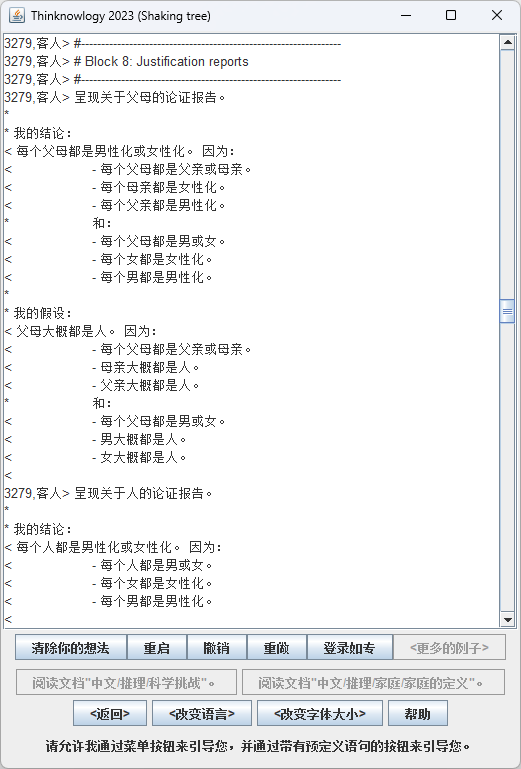 Thinknowlogy 2023 (Shaking tree)
3279,客人> #-----------------------------------------------------------------
3279,客人> # Block 8: Justification reports
3279,客人> #-----------------------------------------------------------------
3279,客人> 呈现关于父母的论证报告。
*
* 我的结论:
< 每个父母都是男性化或女性化。 因为:
< - 每个父母都是父亲或母亲。
< - 每个母亲都是女性化。
< - 每个父亲都是男性化。
* 和:
< - 每个父母都是男或女。
< - 每个女都是女性化。
< - 每个男都是男性化。
*
* 我的假设:
< 父母大概都是人。 因为:
< - 每个父母都是父亲或母亲。
< - 母亲大概都是人。
< - 父亲大概都是人。
* 和:
< - 每个父母都是男或女。
< - 男大概都是人。
< - 女大概都是人。
<
3279,客人> 呈现关于人的论证报告。
*
* 我的结论:
< 每个人都是男性化或女性化。 因为:
< - 每个人都是男或女。
< - 每个女都是女性化。
< - 每个男都是男性化。
<
清除你的想法 重启 撤销 重做 登录如专 <更多的例子>
阅读文档"中文/推理/科学挑战"。 阅读文档"中文/推理/家庭/家庭的定义"。
<返回> <改变语言> <改变字体大小> 帮助
请允许我通过菜单按钮来引导您，并通过带有预定义语句的按钮来引导您。